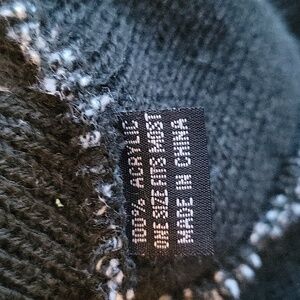 100% ACRYLIC
ONE SIZE FITS MOST
MADE IN CHINA